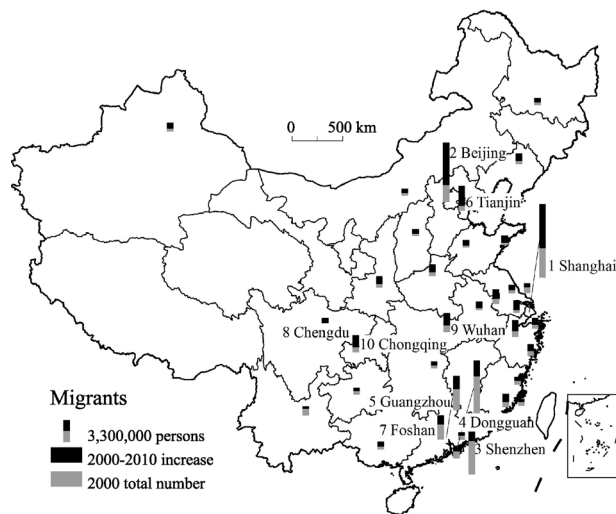 0 500 km
2 Beijing
6 Tianjin
1 Shanghai
8 Chengdu
9 Wuhan
10 Chongqing
5 Guangzhou
4 Dongguan
7 Foshan
3 Shenzhen
Migrants
3,300,000 persons
2000-2010 increase
2000 total number